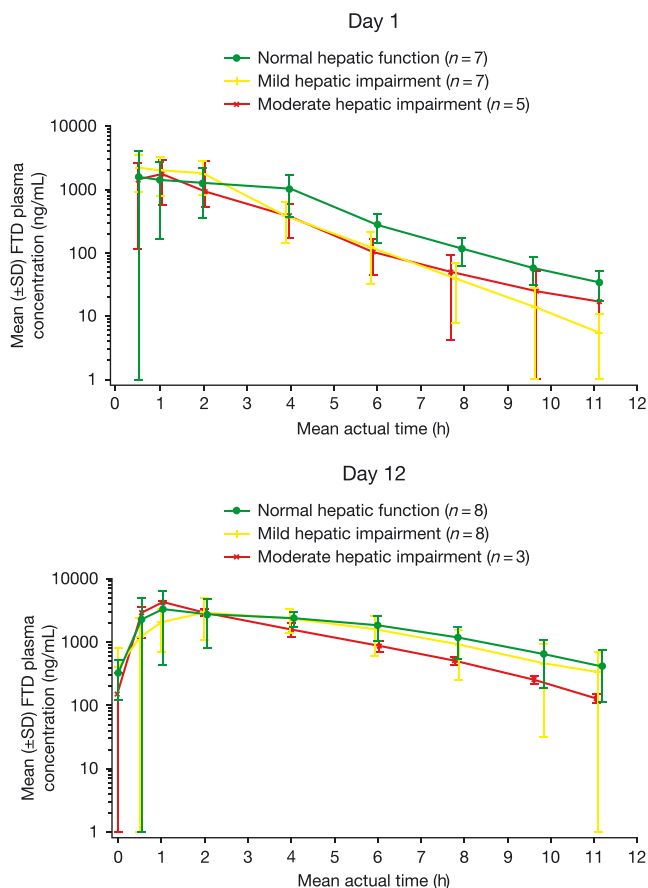 Day 1
Normal hepatic function (n = 7)
Mild hepatic impairment (n = 7)
Moderate hepatic impairment (n = 5)
Mean (±SD) FTD plasma
concentration (ng/mL)
10000
1000
100
10
1
0 1 2 3 4 5 6 7 8 9 10 11 12
Mean actual time (h)
Day 12
Normal hepatic function (n = 8)
Mild hepatic impairment (n = 8)
Moderate hepatic impairment (n = 3)
Mean (±SD) FTD plasma
concentration (ng/mL)
10000
1000
100
10
1
0 1 2 3 4 5 6 7 8 9 10 11 12
Mean actual time (h)